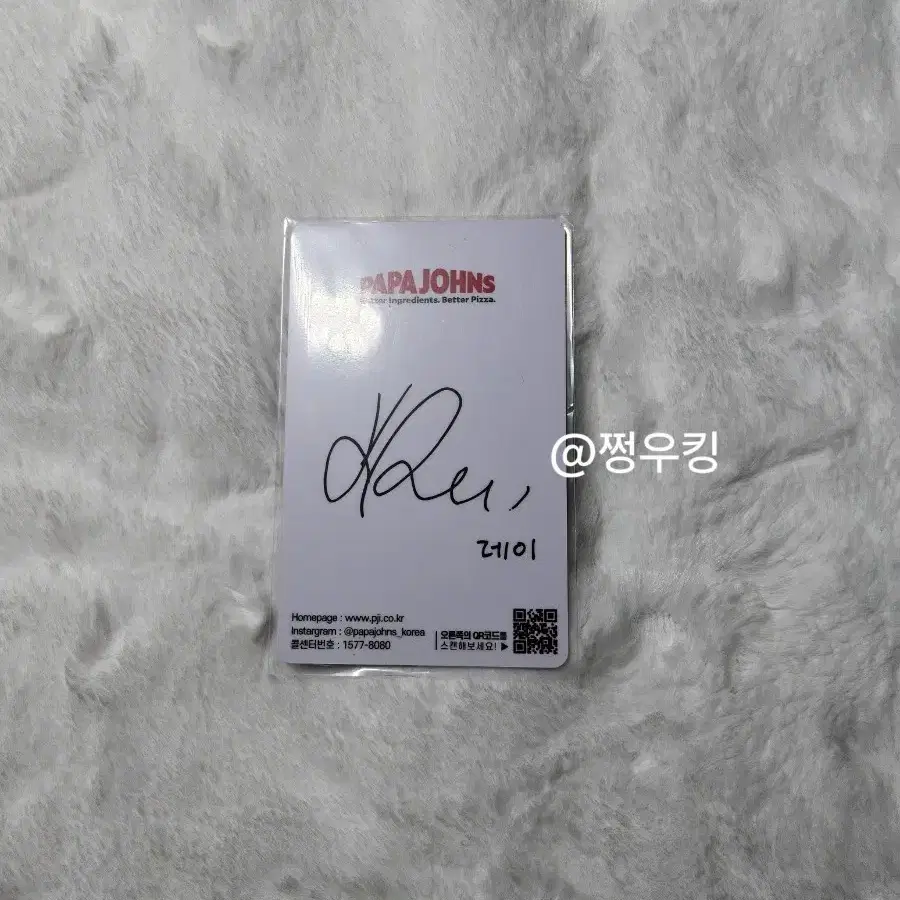 PAPA JOHNS
Better Ingredients. Better Pizza.
@쩡우킹
레이
Homepage : www.pji.co.kr
Instargram : @papajohns_korea
콜센터번호 : 1577-8080
오른쪽의 QR코드를
스캔해보세요! ▶